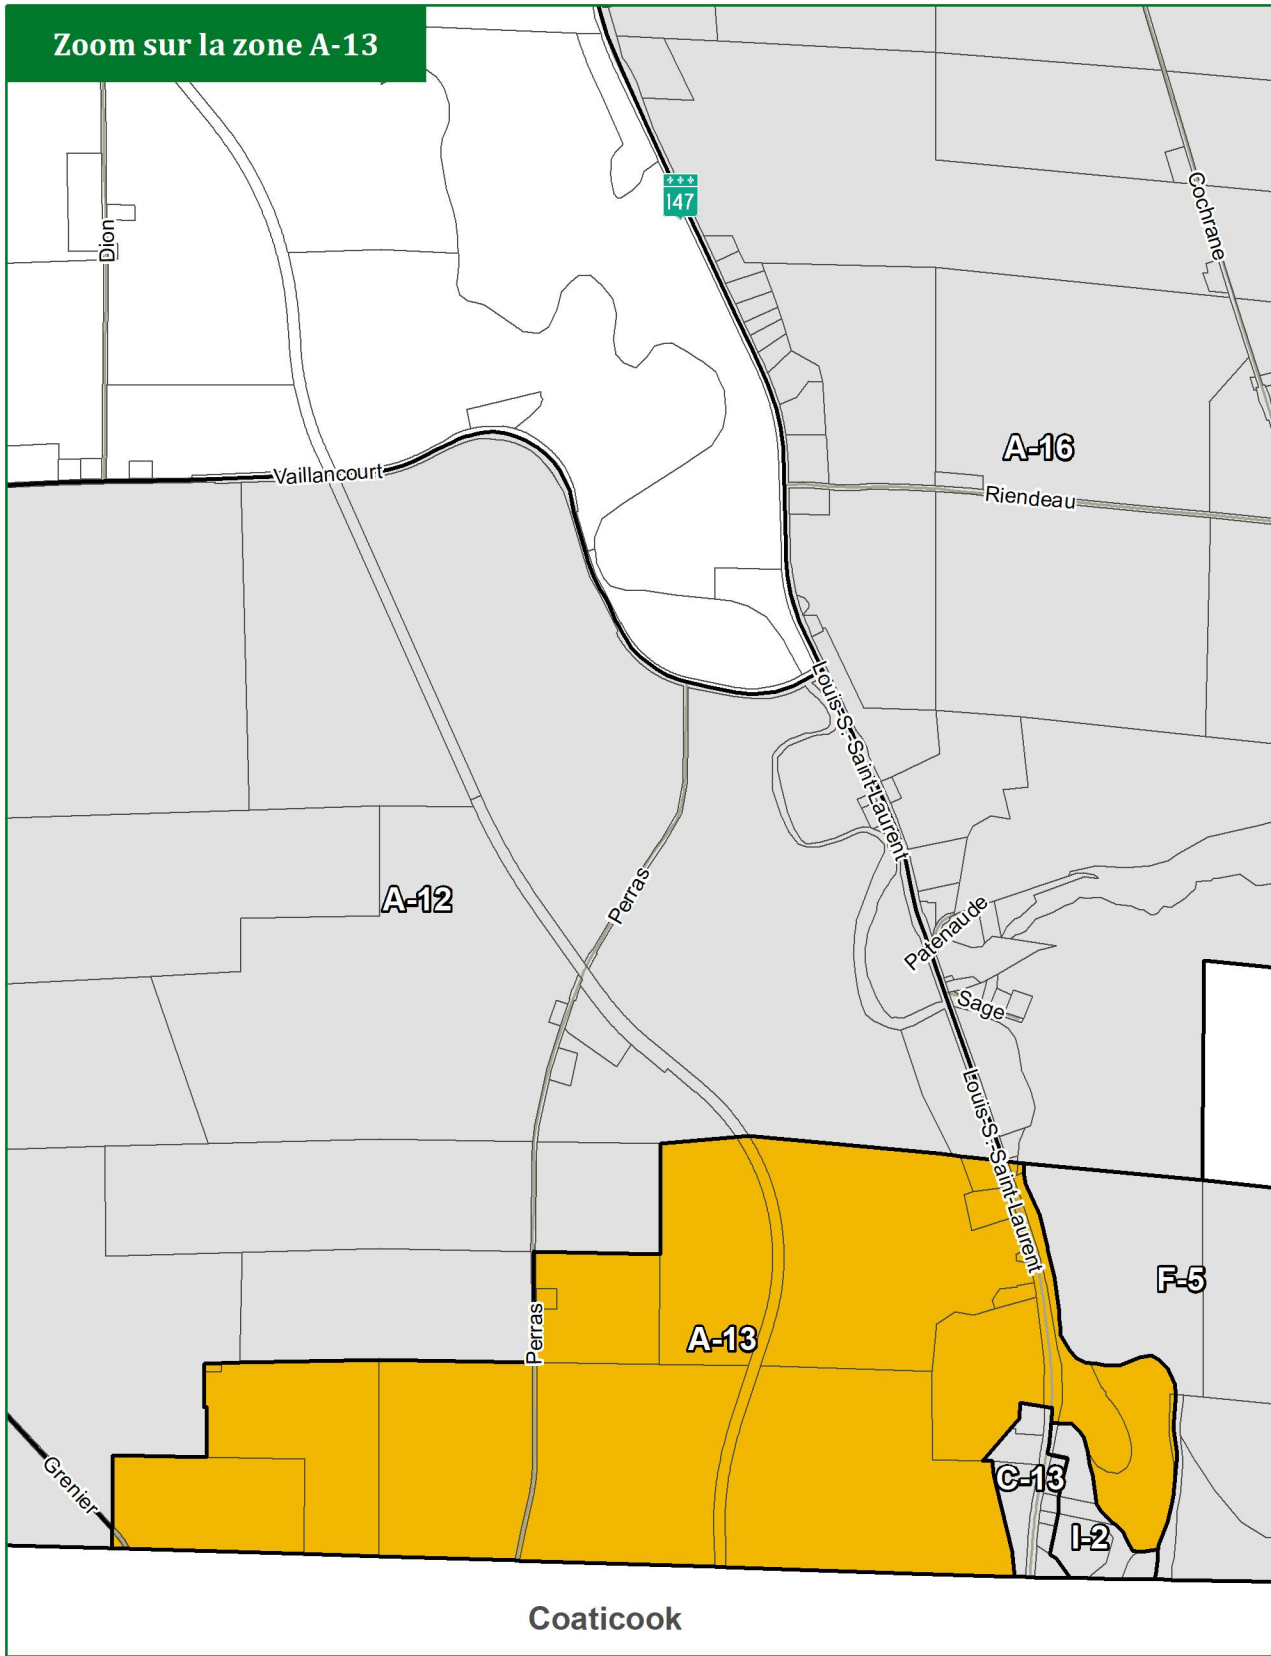 Zoom sur la zone A-13
147
Cochrane
Dion
A-16
Vaillancourt
Riendeau
Louis-S.-Saint-Laurent
A-12
Perras
Patenaude
Sage
Louis-S.-Saint-Laurent
F-5
Perras
A-13
Grenier
C-13
I-2
Coaticook